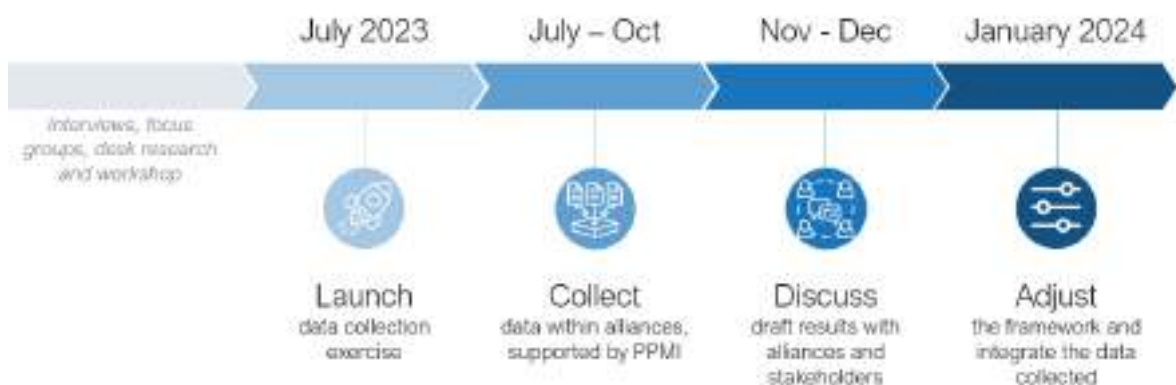 July 2023
July – Oct
Nov - Dec
January 2024
Interviews, focus
groups, desk research
and workshop
Launch
data collection
exercise
Collect
data within alliances,
supported by PPMI
Discuss
draft results with
alliances and
stakeholders
Adjust
the framework and
integrate the data
collected